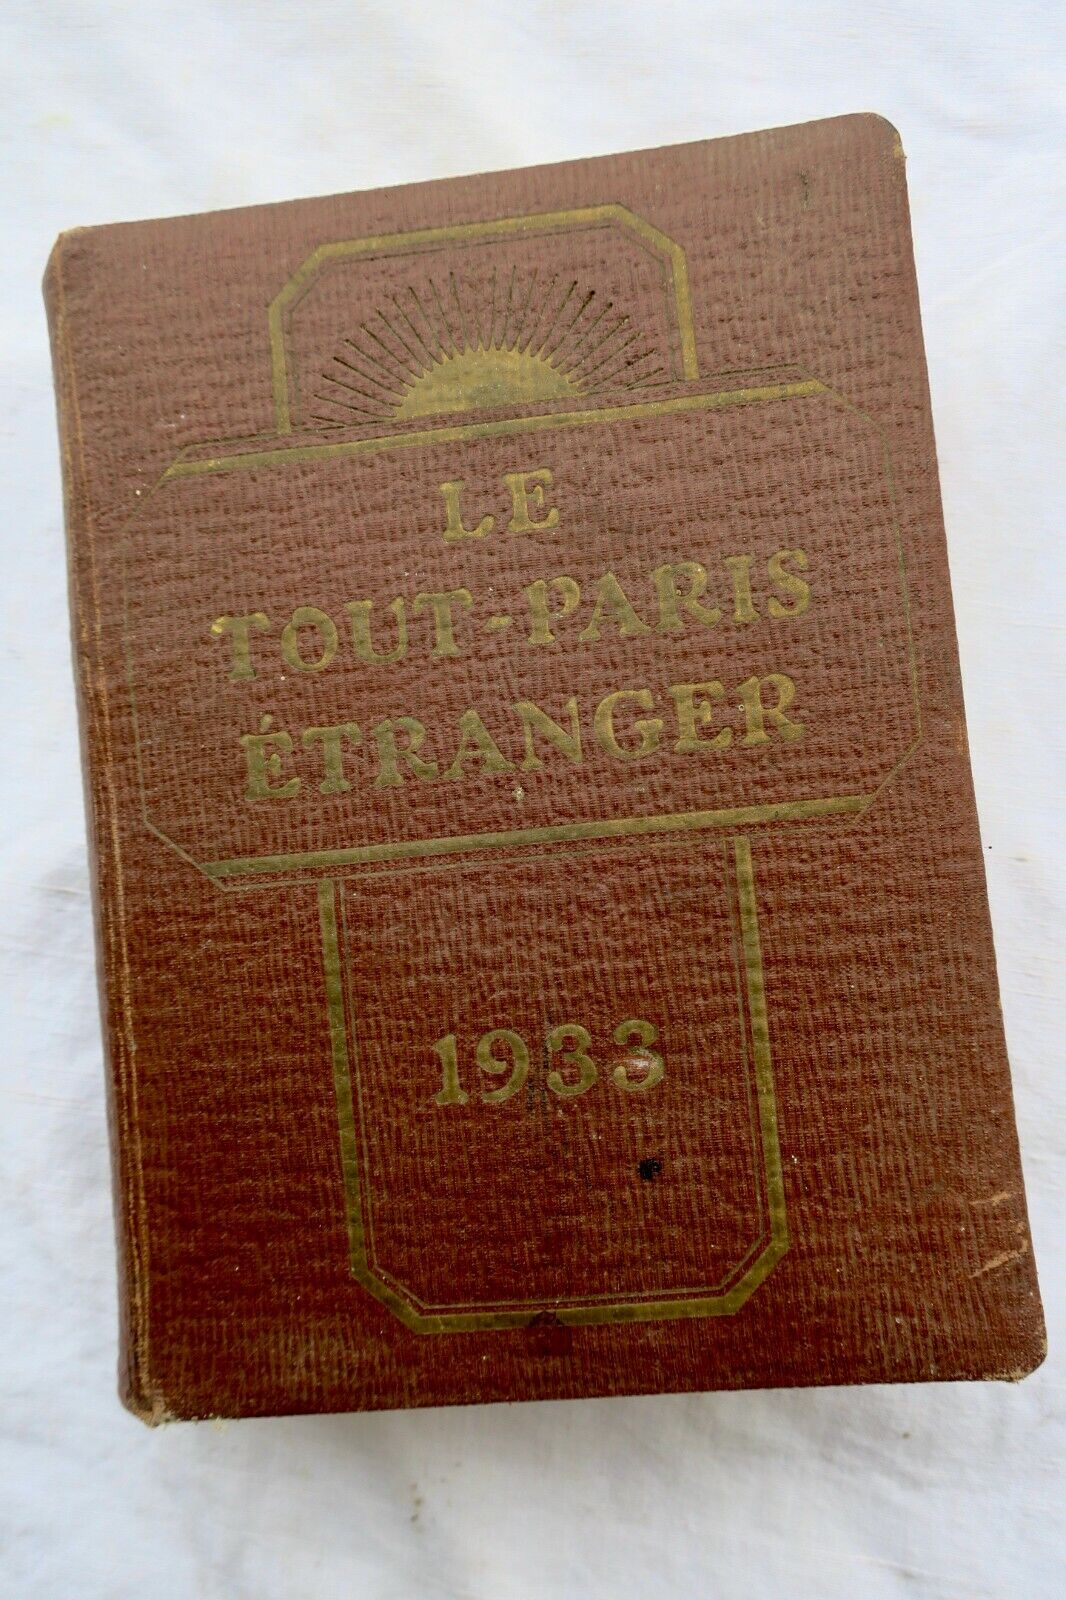 LE
TOUT-PARIS
ÉTRANGER
1933